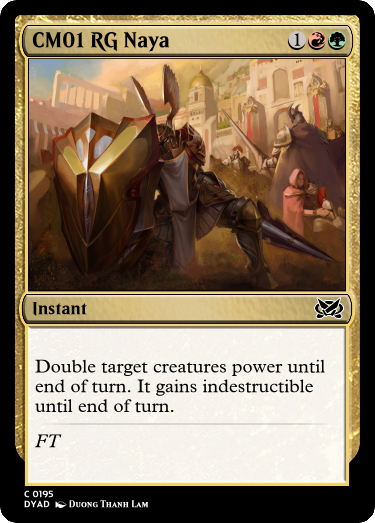 CM01 RG Naya
1
Instant
Double target creatures power until
end of turn. It gains indestructible
until end of turn.
FT
C 0195
DYAD Duong Thanh Lam